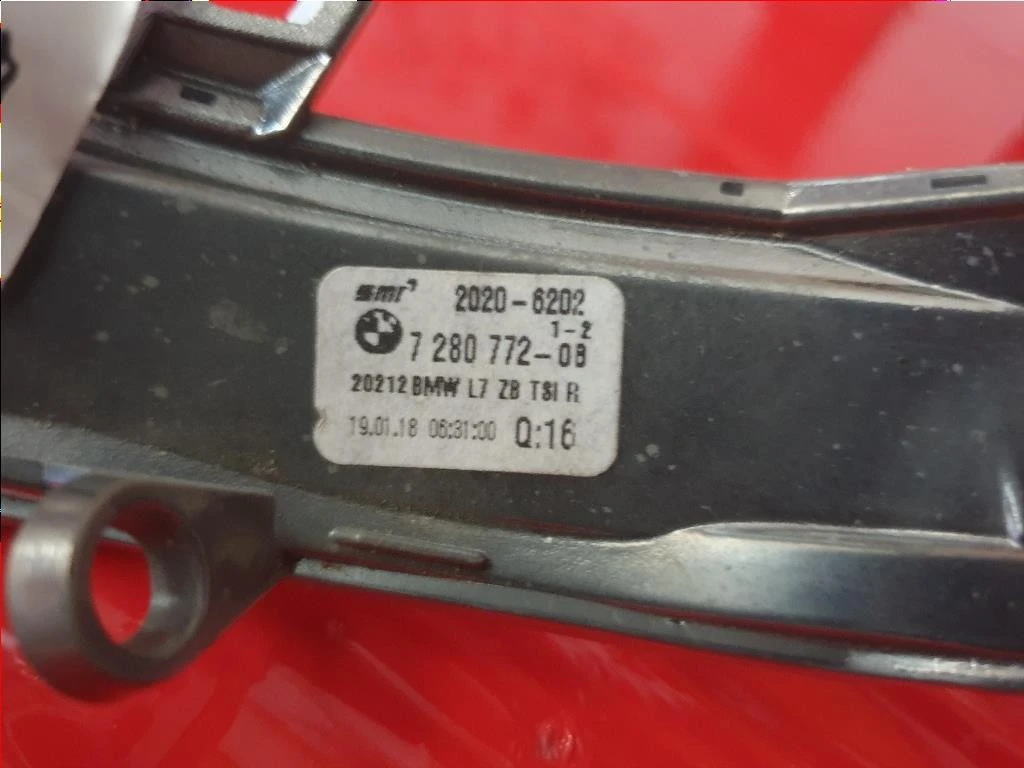 smr 2020-6202
1-2
7 280 772-08
20212 BMW L7 ZB TSI R
19.01.18 06:31:00 Q:16